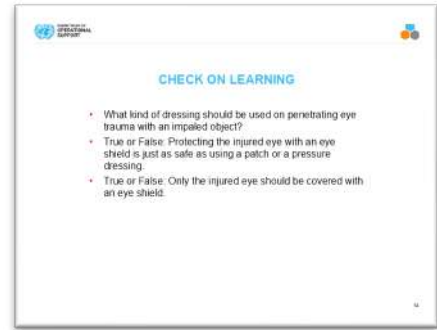 OPERATIONAL
SUPPORT
CHECK ON LEARNING
• What kind of dressing should be used on penetrating eye
trauma with an impaled object?
• True or False: Protecting the injured eye with an eye
shield is just as safe as using a patch or a pressure
dressing.
• True or False: Only the injured eye should be covered with
an eye shield.